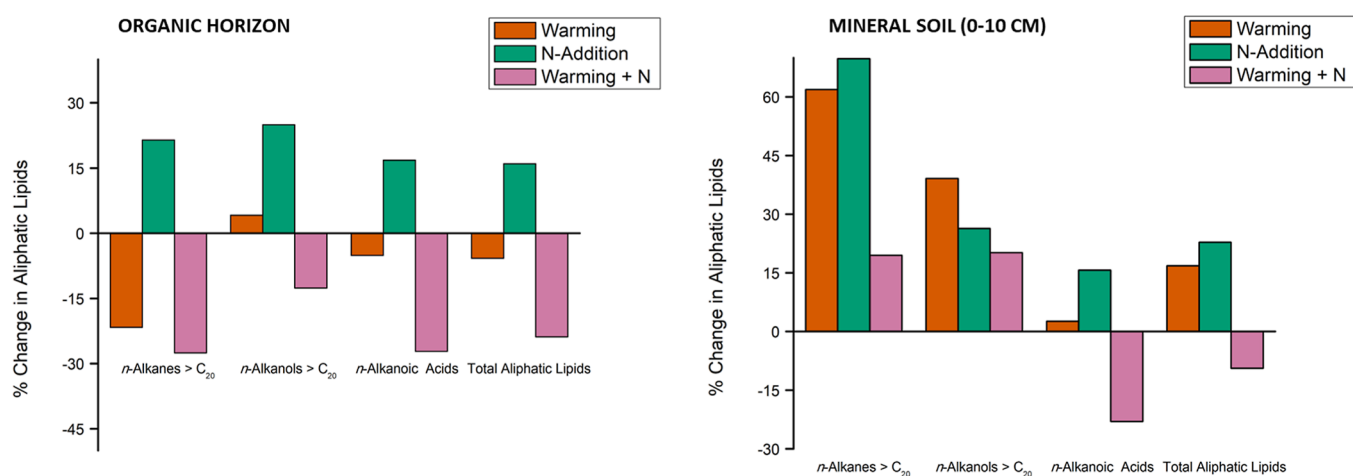 ORGANIC HORIZON
Warming
N-Addition
Warming + N
% Change in Aliphatic Lipids
30
15
0
-15
-30
-45
n-Alkanes > C20 n-Alkanols > C20 n-Alkanoic Acids Total Aliphatic Lipids
MINERAL SOIL (0-10 CM)
Warming
N-Addition
Warming + N
% Change in Aliphatic Lipids
60
45
30
15
0
-15
-30
n-Alkanes > C20 n-Alkanols > C20 n-Alkanoic Acids Total Aliphatic Lipids